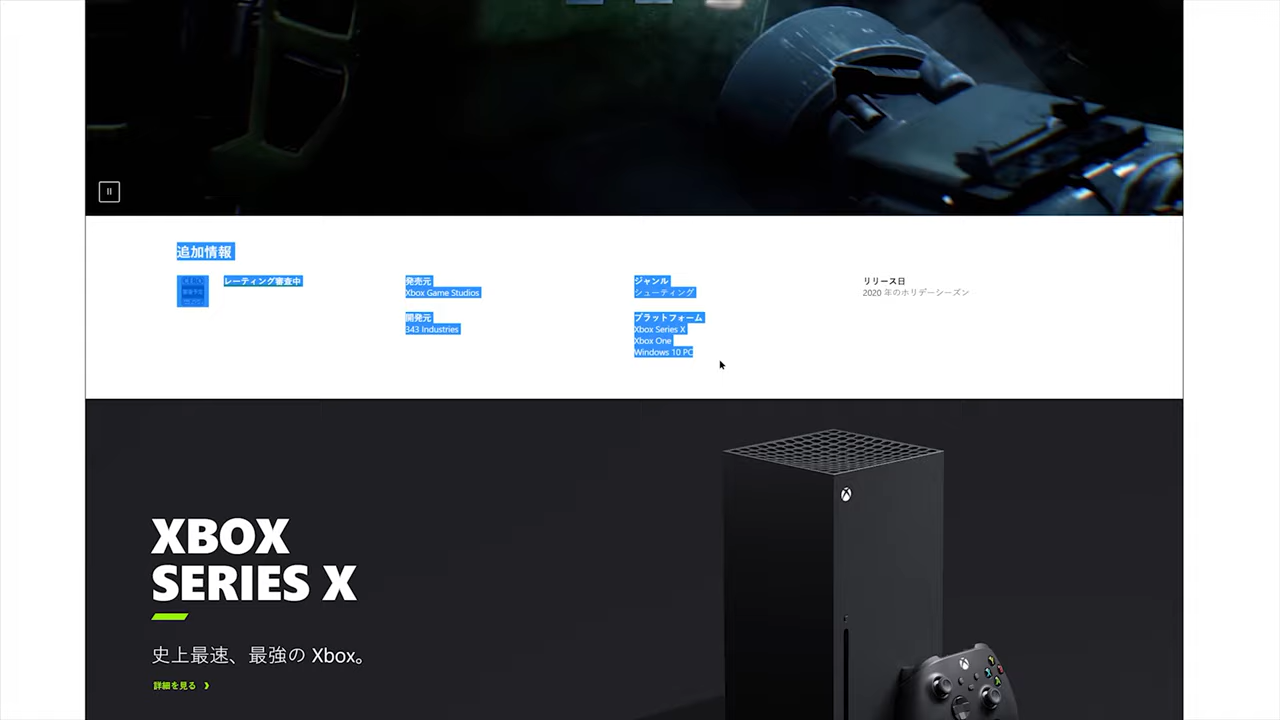 追加情報
レーティング審査中
発売元
Xbox Game Studios
開発元
343 Industries
ジャンル
シューティング
プラットフォーム
Xbox Series X
Xbox One
Windows 10 PC
リリース日
2020 年のホリデーシーズン
XBOX
SERIES X
史上最速、最強の Xbox。
詳細を見る